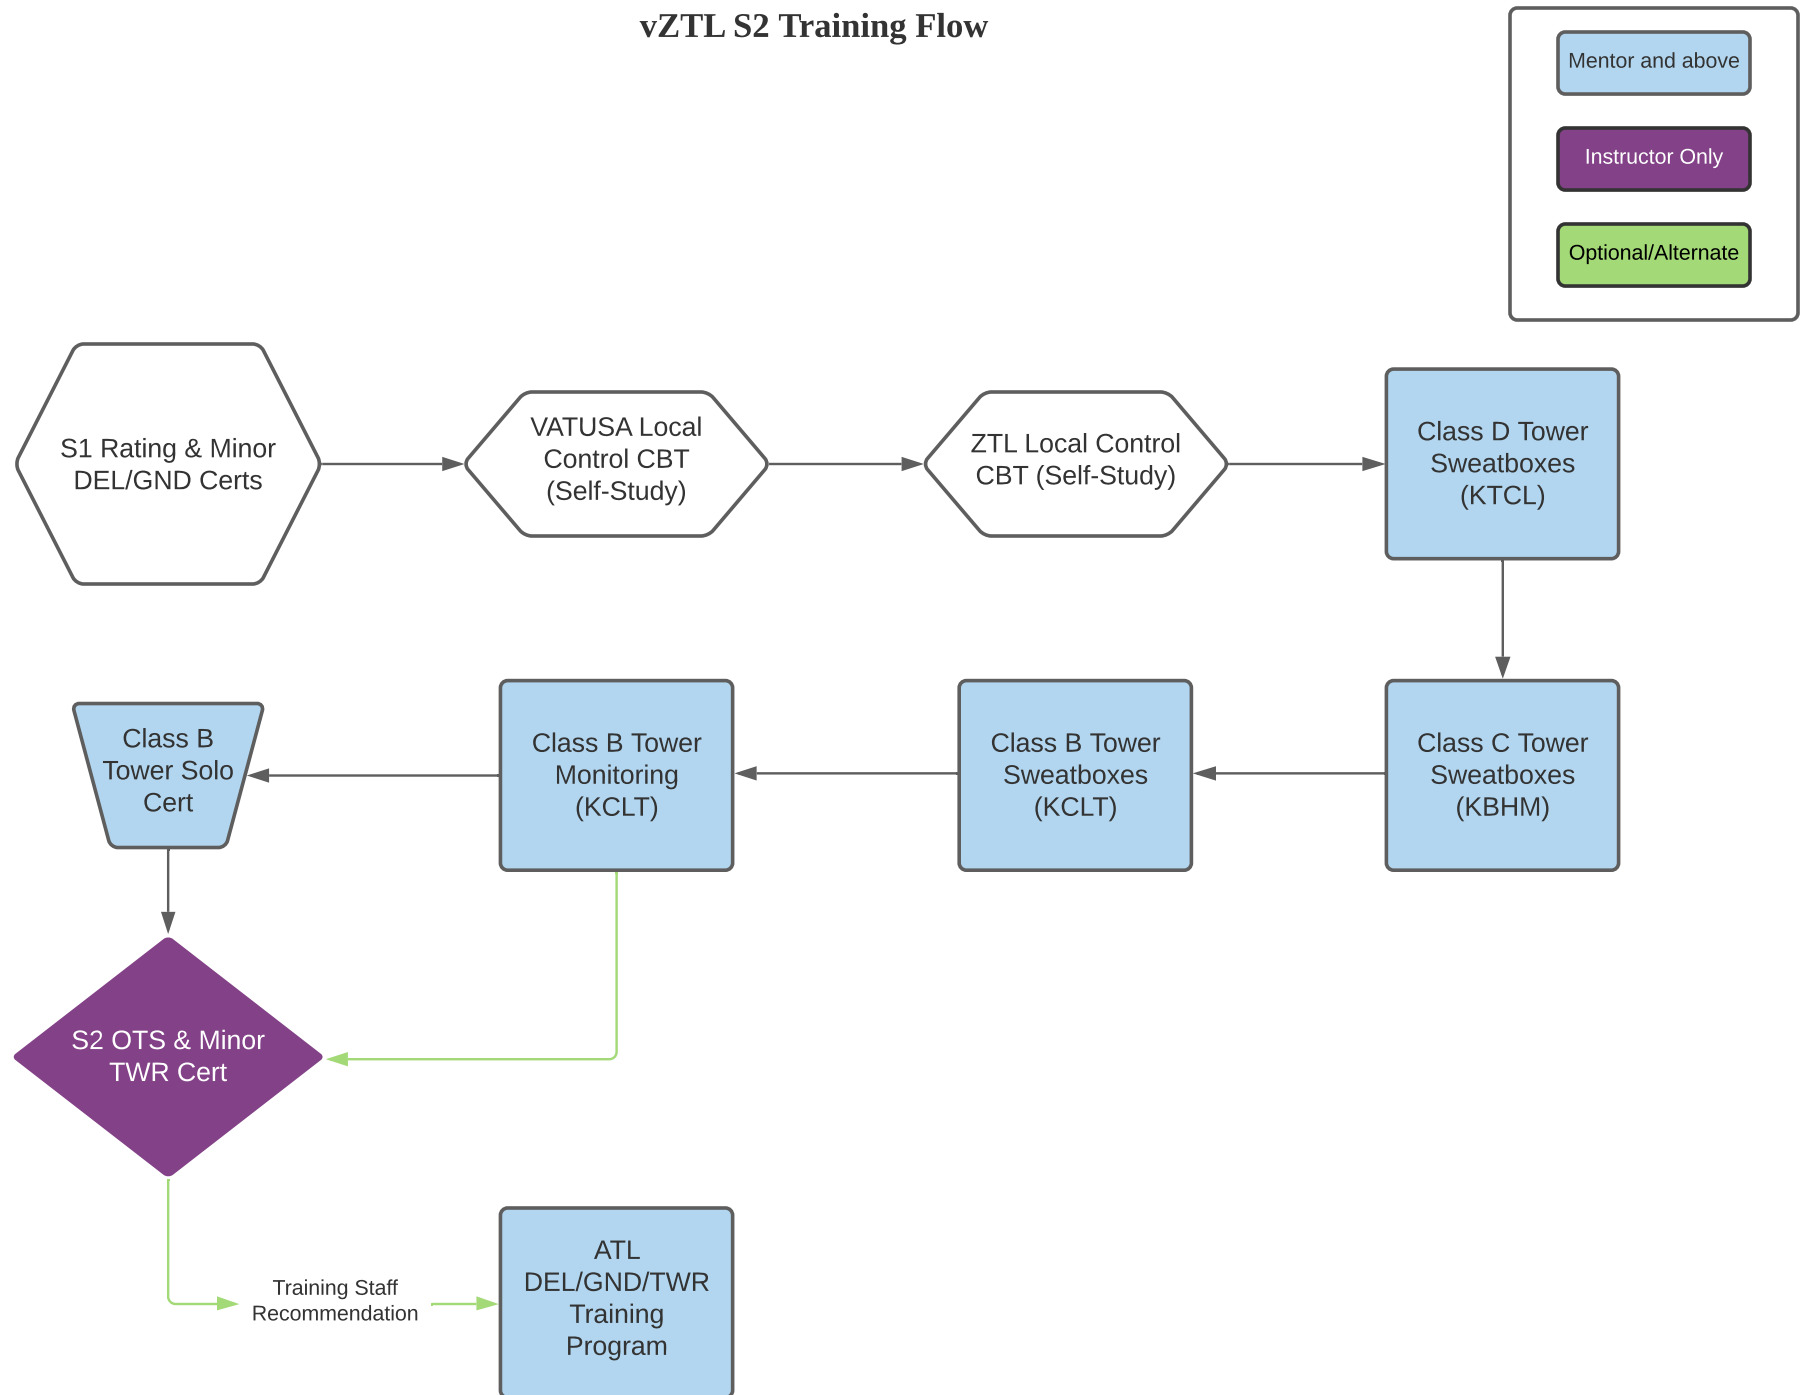 vZTL S2 Training Flow
Mentor and above
Instructor Only
Optional/Alternate
S1 Rating & Minor
DEL/GND Certs
VATUSA Local
Control CBT
(Self-Study)
ZTL Local Control
CBT (Self-Study)
Class D Tower
Sweatboxes
(KTCL)
Class C Tower
Sweatboxes
(KBHM)
Class B Tower
Sweatboxes
(KCLT)
Class B Tower
Monitoring
(KCLT)
Class B
Tower Solo
Cert
S2 OTS & Minor
TWR Cert
Training Staff
Recommendation
ATL
DEL/GND/TWR
Training
Program